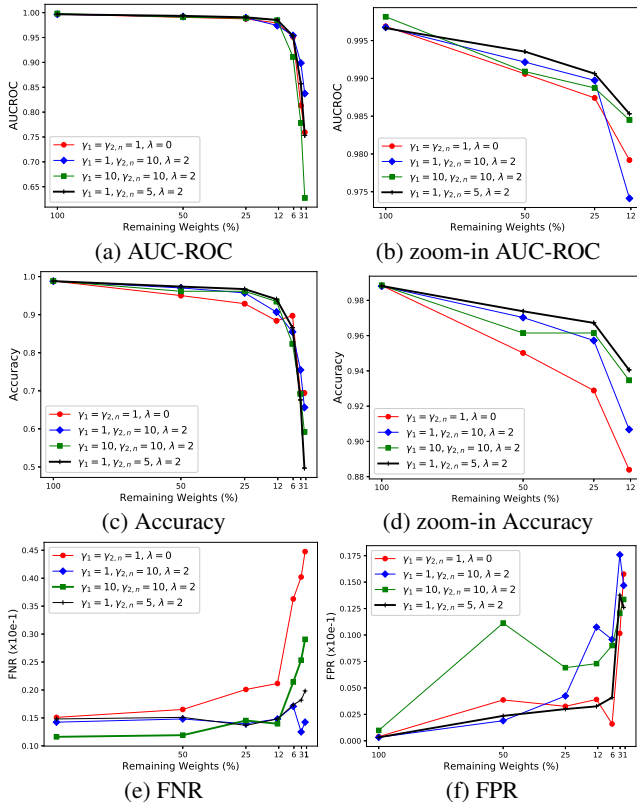 1.00
0.95
0.90
0.85
0.80
0.75
0.70
0.65
AUCROC
γ₁ = γ₂,ₙ = 1, λ = 0
γ₁ = 1, γ₂,ₙ = 10, λ = 2
γ₁ = 10, γ₂,ₙ = 10, λ = 2
γ₁ = 1, γ₂,ₙ = 5, λ = 2
100 50 25 12 6 31
Remaining Weights (%)
(a) AUC-ROC
0.995
0.990
0.985
0.980
0.975
AUCROC
γ₁ = γ₂,ₙ = 1, λ = 0
γ₁ = 1, γ₂,ₙ = 10, λ = 2
γ₁ = 10, γ₂,ₙ = 10, λ = 2
γ₁ = 1, γ₂,ₙ = 5, λ = 2
100 50 25 12
Remaining Weights (%)
(b) zoom-in AUC-ROC
1.0
0.9
0.8
0.7
0.6
0.5
Accuracy
γ₁ = γ₂,ₙ = 1, λ = 0
γ₁ = 1, γ₂,ₙ = 10, λ = 2
γ₁ = 10, γ₂,ₙ = 10, λ = 2
γ₁ = 1, γ₂,ₙ = 5, λ = 2
100 50 25 12 6 31
Remaining Weights (%)
(c) Accuracy
0.98
0.96
0.94
0.92
0.90
0.88
Accuracy
γ₁ = γ₂,ₙ = 1, λ = 0
γ₁ = 1, γ₂,ₙ = 10, λ = 2
γ₁ = 10, γ₂,ₙ = 10, λ = 2
γ₁ = 1, γ₂,ₙ = 5, λ = 2
100 50 25 12
Remaining Weights (%)
(d) zoom-in Accuracy
0.45
0.40
0.35
0.30
0.25
0.20
0.15
0.10
FNR (x10e-1)
γ₁ = γ₂,ₙ = 1, λ = 0
γ₁ = 1, γ₂,ₙ = 10, λ = 2
γ₁ = 10, γ₂,ₙ = 10, λ = 2
γ₁ = 1, γ₂,ₙ = 5, λ = 2
100 50 25 12 6 31
Remaining Weights (%)
(e) FNR
0.175
0.150
0.125
0.100
0.075
0.050
0.025
0.000
FPR (x10e-1)
γ₁ = γ₂,ₙ = 1, λ = 0
γ₁ = 1, γ₂,ₙ = 10, λ = 2
γ₁ = 10, γ₂,ₙ = 10, λ = 2
γ₁ = 1, γ₂,ₙ = 5, λ = 2
100 50 25 12 6 31
Remaining Weights (%)
(f) FPR